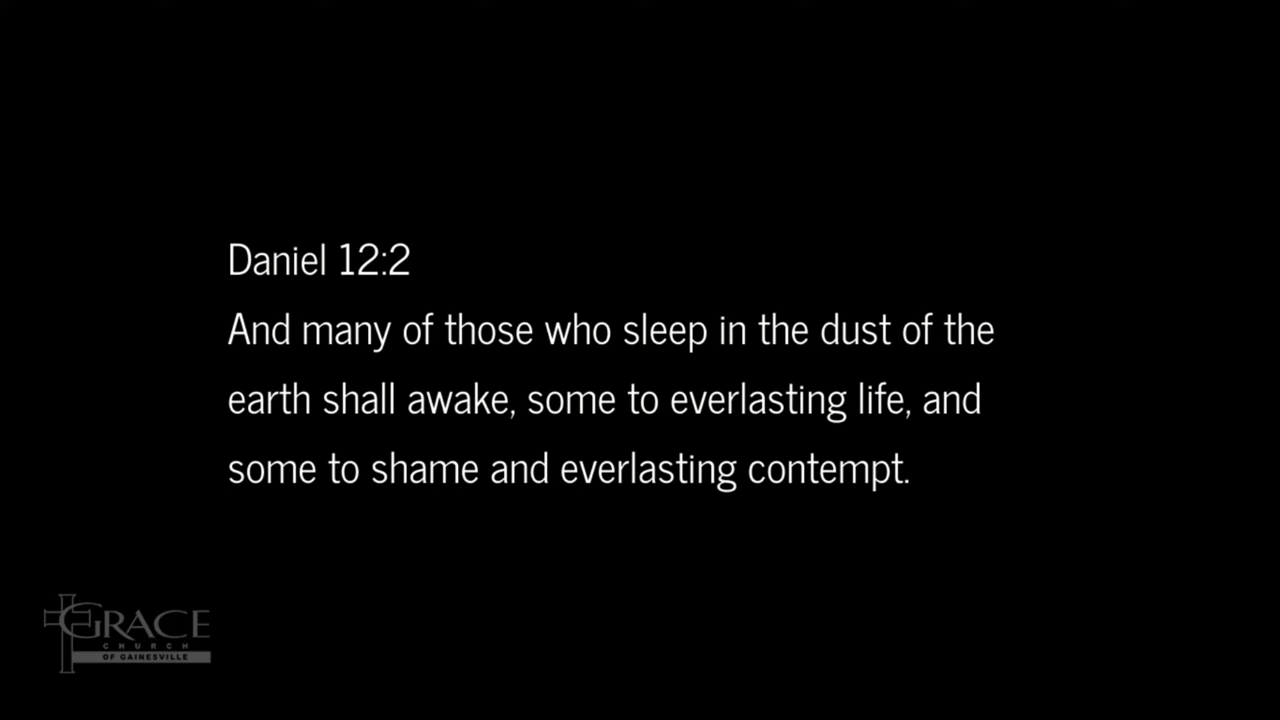 Daniel 12:2
And many of those who sleep in the dust of the
earth shall awake, some to everlasting life, and
some to shame and everlasting contempt.
GRACE
CHURCH
OF GAINESVILLE